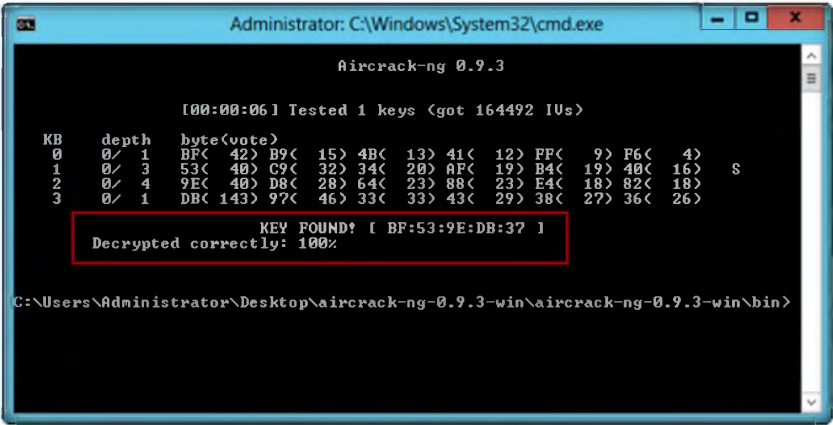 Administrator: C:\Windows\System32\cmd.exe
Aircrack-ng 0.9.3
[00:00:06] Tested 1 keys (got 164492 IVs)
KB depth byte(vote)
0 0/ 1 BF( 42) B9( 15) 4B( 13) 41( 12) FF( 9) F6( 4)
1 0/ 3 53( 40) C9( 32) 34( 20) AF( 19) B4( 19) 40( 16) S
2 0/ 4 9E( 40) D8( 28) 64( 23) 88( 23) E4( 18) 82( 18)
3 0/ 1 DB( 143) 97( 46) 33( 33) 43( 29) 38( 27) 36( 26)
KEY FOUND! [ BF:53:9E:DB:37 ]
Decrypted correctly: 100%
C:\Users\Administrator\Desktop\aircrack-ng-0.9.3-win\aircrack-ng-0.9.3-win\bin>